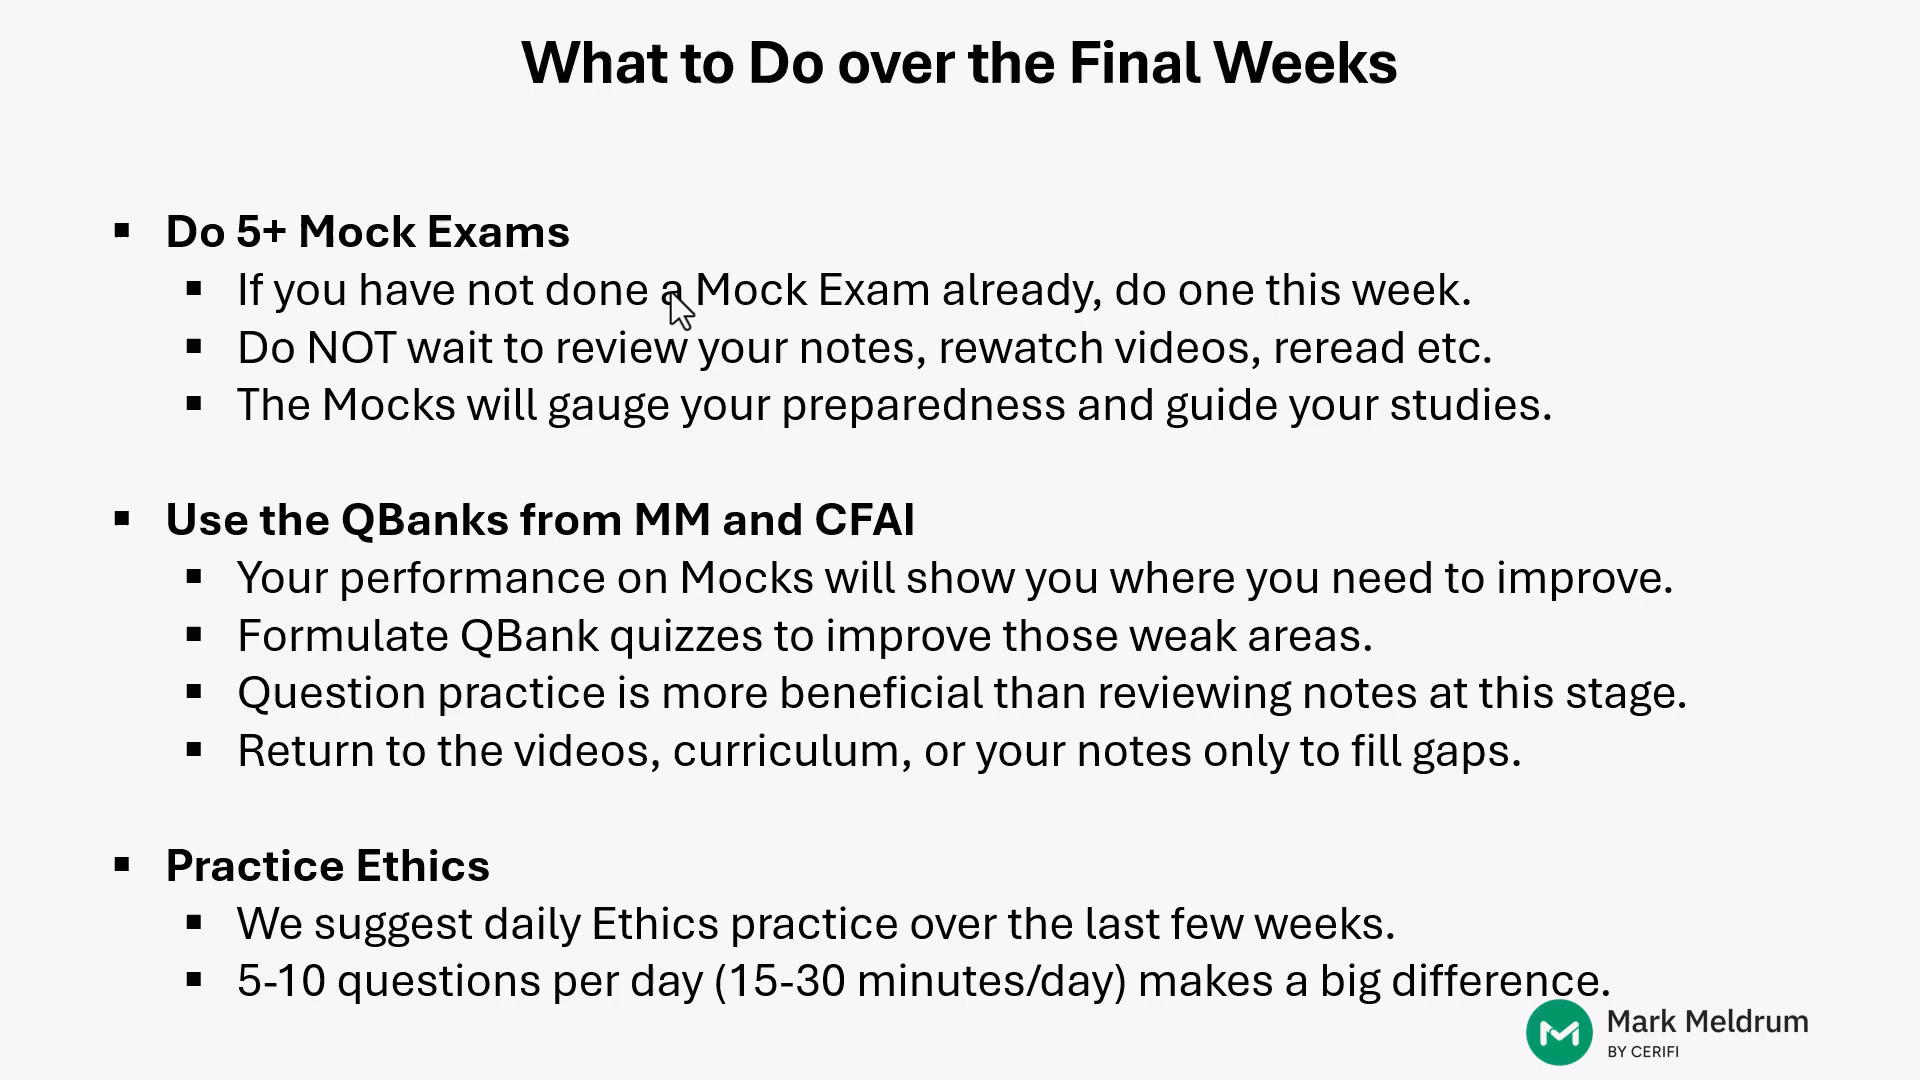 What to Do over the Final Weeks
▪ Do 5+ Mock Exams
▪ If you have not done a Mock Exam already, do one this week.
▪ Do NOT wait to review your notes, rewatch videos, reread etc.
▪ The Mocks will gauge your preparedness and guide your studies.
▪ Use the QBanks from MM and CFAI
▪ Your performance on Mocks will show you where you need to improve.
▪ Formulate QBank quizzes to improve those weak areas.
▪ Question practice is more beneficial than reviewing notes at this stage.
▪ Return to the videos, curriculum, or your notes only to fill gaps.
▪ Practice Ethics
▪ We suggest daily Ethics practice over the last few weeks.
▪ 5-10 questions per day (15-30 minutes/day) makes a big difference.
Mark Meldrum
BY CERIFI